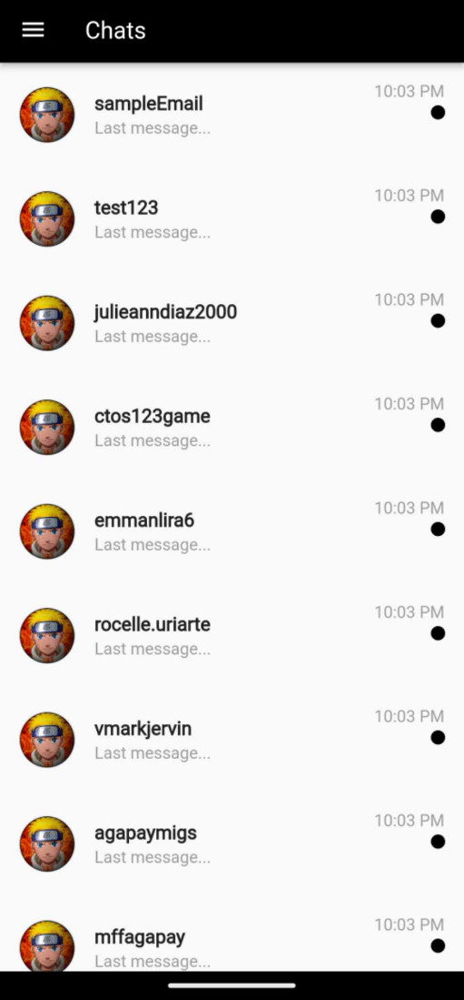 Chats
sampleEmail
10:03 PM
Last message...
test123
10:03 PM
Last message...
julieanndiaz2000
10:03 PM
Last message...
ctos123game
10:03 PM
Last message...
emmanlira6
10:03 PM
Last message...
rocelle.uriarte
10:03 PM
Last message...
vmarkjervin
10:03 PM
Last message...
agapaymigs
10:03 PM
Last message...
mffagapay
10:03 PM
Last message...